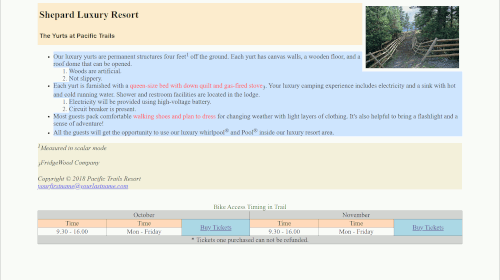 Shepard Luxury Resort
The Yurts at Pacific Trails
Our luxury yurts are permanent structures four feet¹ off the ground. Each yurt has canvas walls, a wooden floor, and a
roof dome that can be opened.
1. Woods are artificial.
2. Not slippery.
Each yurt is furnished with a queen-size bed with down quilt and gas-fired stove₂. Your luxury camping experience includes electricity and a sink with hot
and cold running water. Shower and restroom facilities are located in the lodge.
1. Electricity will be provided using high-voltage battery.
2. Circuit breaker is present.
Most guests pack comfortable walking shoes and plan to dress for changing weather with light layers of clothing. It's also helpful to bring a flashlight and a
sense of adventure!
All the guests will get the opportunity to use our luxury whirlpool® and Pool® inside our luxury resort area.
¹Measured to scalar mode
₂FridgeWood Company
Copyright © 2018 Pacific Trails Resort
yourfirstname@yourlastname.com
Bike Access Timing in Trail
October November
Time Time Buy Tickets Time Time Buy Tickets
9.30 - 16.00 Mon - Friday 9.30 - 16.00 Mon - Friday
* Tickets one purchased can not be refunded.